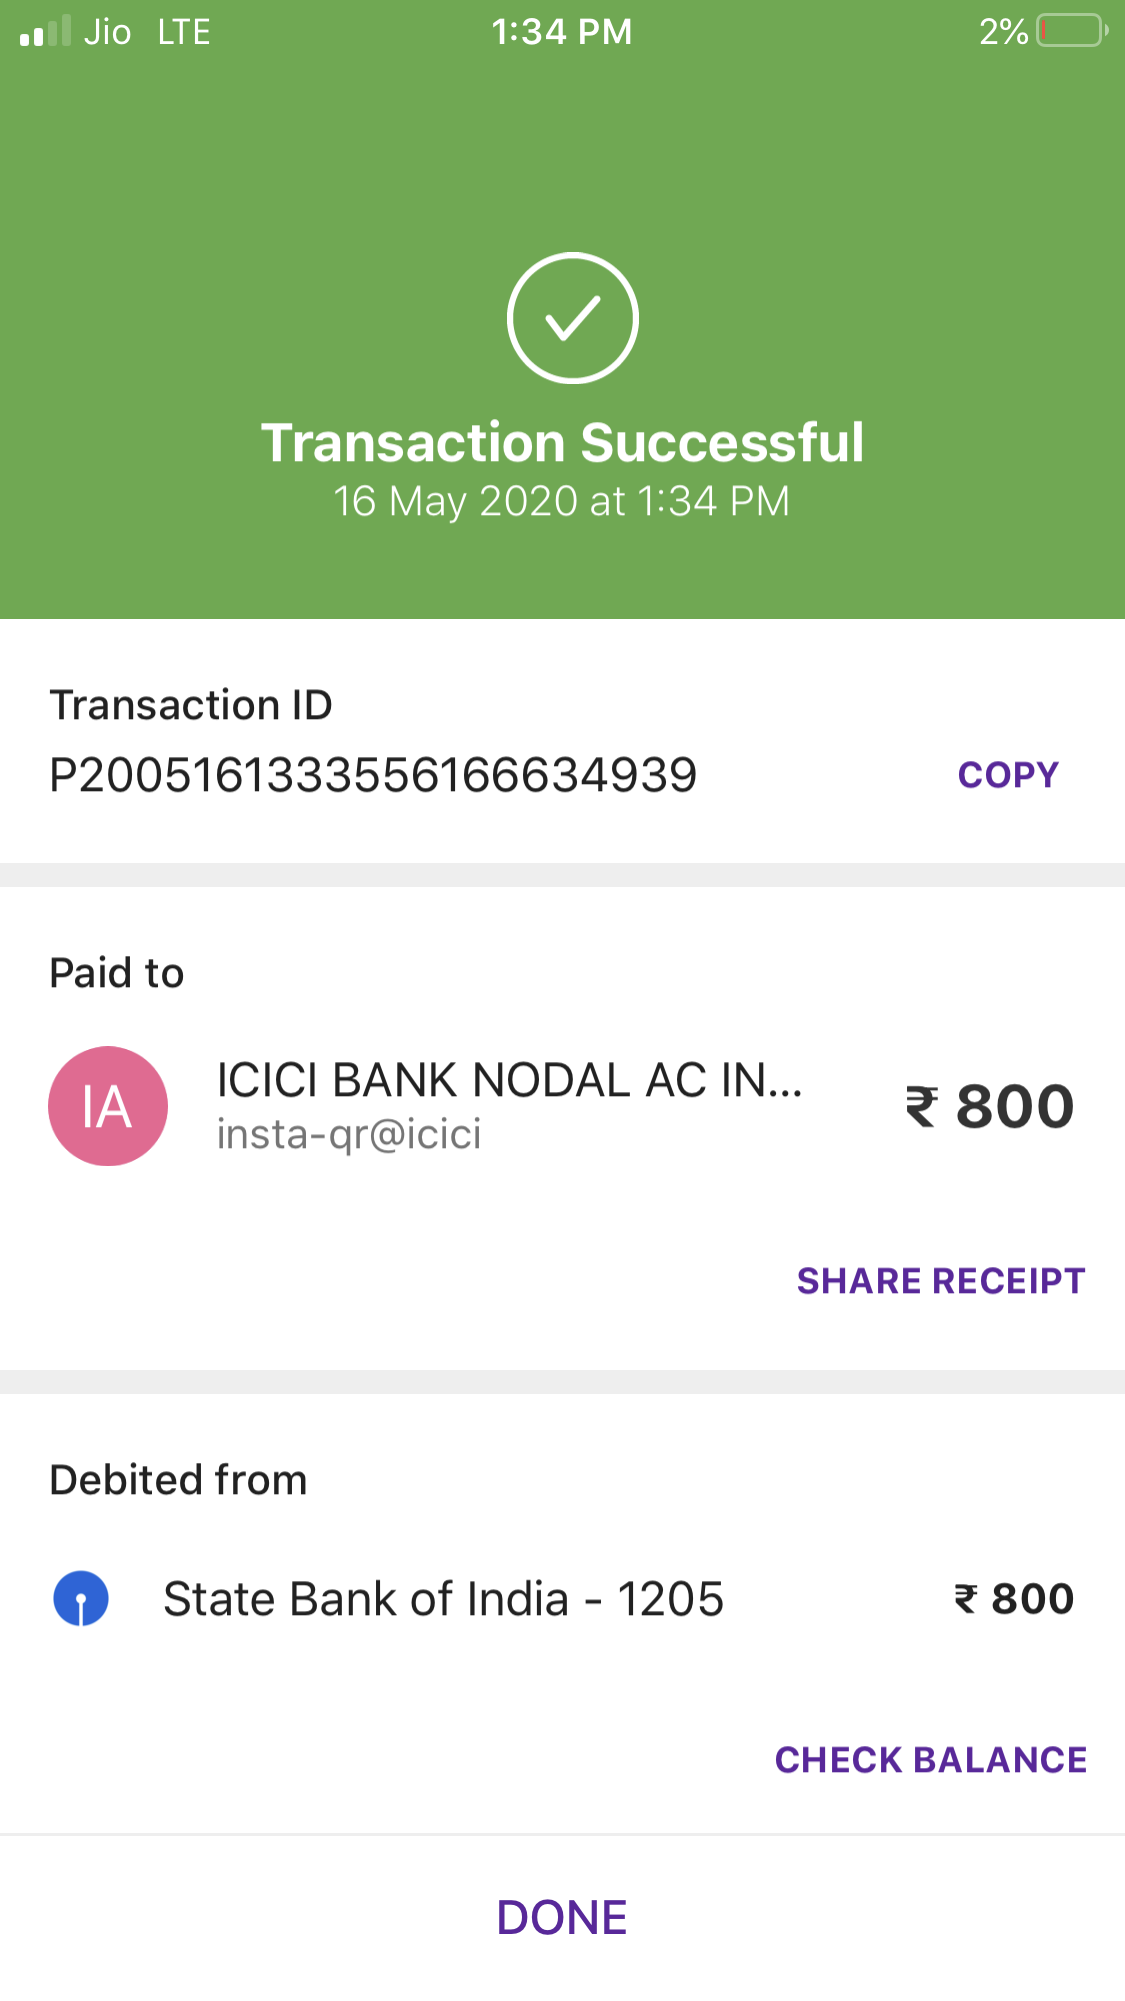 Jio LTE 1:34 PM 2%
Transaction Successful
16 May 2020 at 1:34 PM
Transaction ID
P2005161333556166634939 COPY
Paid to
IA
ICICI BANK NODAL AC IN... ₹ 800
insta-qr@icici
SHARE RECEIPT
Debited from
State Bank of India - 1205 ₹ 800
CHECK BALANCE
DONE